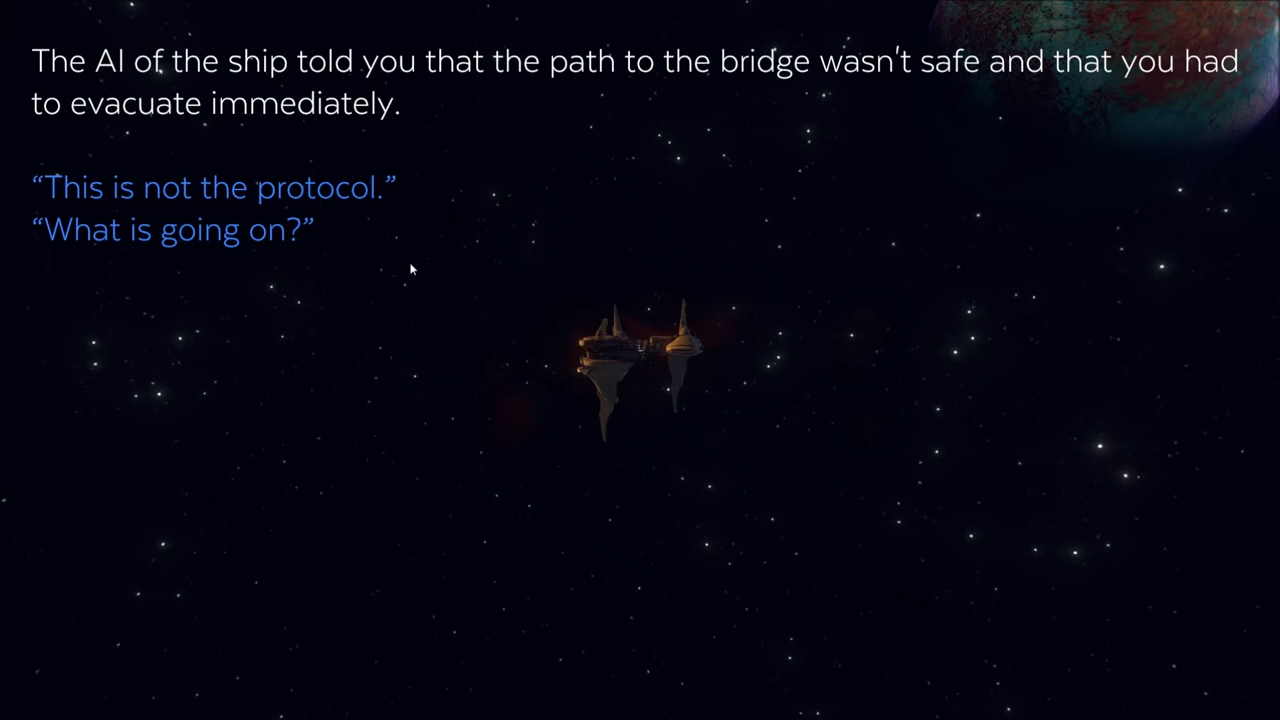 The AI of the ship told you that the path to the bridge wasn't safe and that you had
to evacuate immediately.
“This is not the protocol.”
“What is going on?”